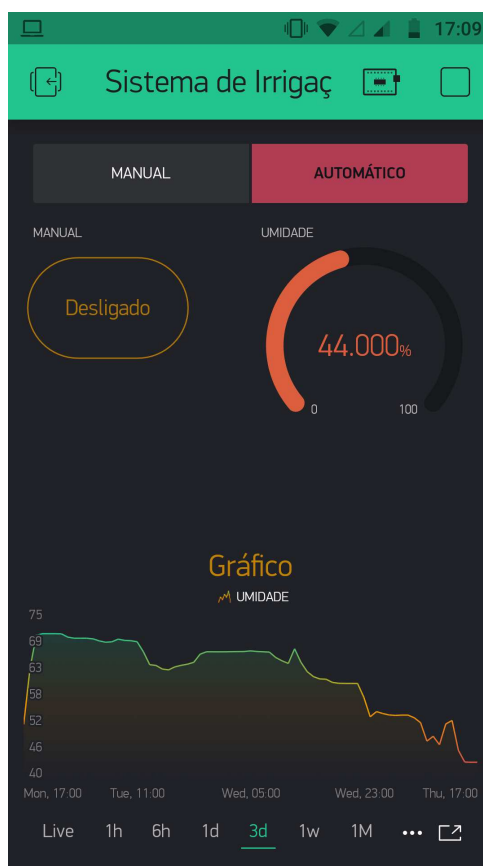 17:09
Sistema de Irrigaç
MANUAL AUTOMÁTICO
MANUAL UMIDADE
Desligado
44.000%
0 100
Gráfico
UMIDADE
75
69
63
58
52
46
40
Mon, 17:00 Tue, 11:00 Wed, 05:00 Wed, 23:00 Thu, 17:00
Live 1h 6h 1d 3d 1w 1M